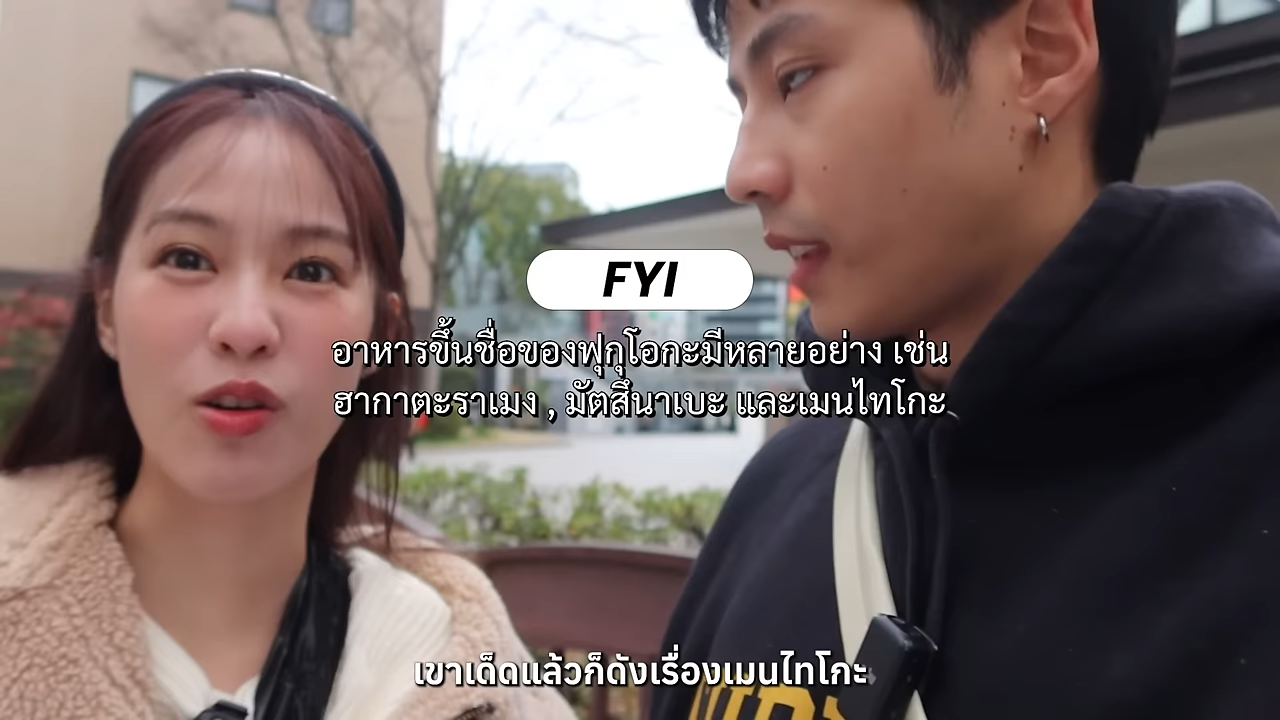 FYI
อาหารขึ้นชื่อของฟุกุโอกะมีหลายอย่าง เช่น
ฮากาตะราเมง , มัตสึนาเบะ และเมนไทโกะ
เขาเด็ดแล้วก็ดังเรื่องเมนไทโกะ